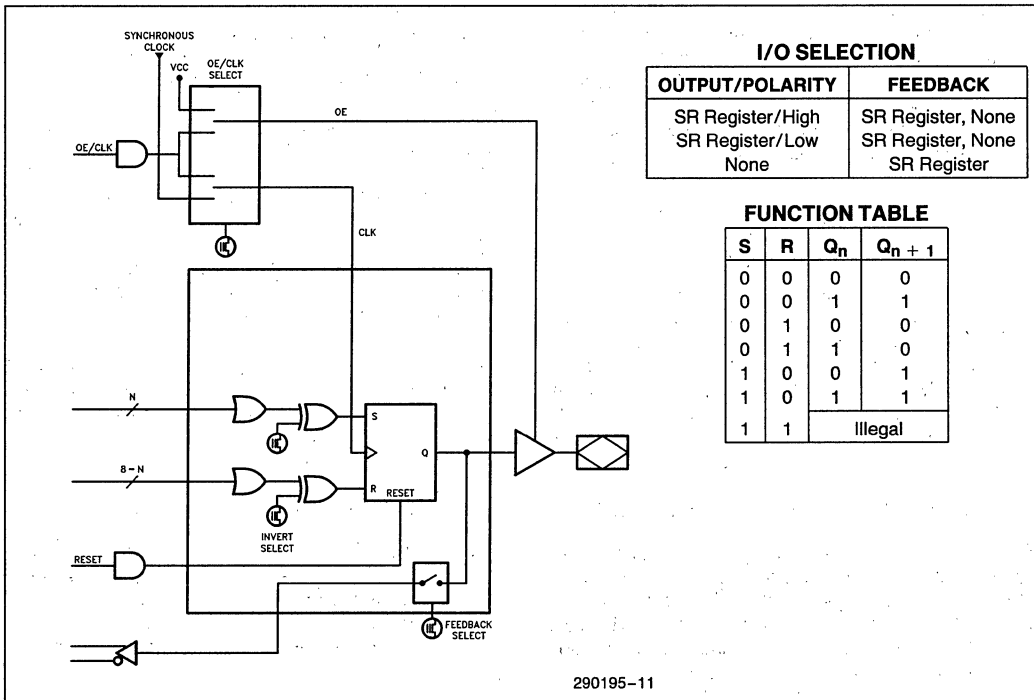 SYNCHRONOUS
CLOCK
VCC
OE/CLK
SELECT
OE
OE/CLK
CLK
N
S
Q
8-N
R
RESET
INVERT
SELECT
RESET
FEEDBACK
SELECT
I/O SELECTION
OUTPUT/POLARITY FEEDBACK
SR Register/High SR Register, None
SR Register/Low SR Register, None
None SR Register
FUNCTION TABLE
S R Qn Qn + 1
0 0 0 0
0 0 1 1
0 1 0 0
0 1 1 0
1 0 0 1
1 0 1 1
1 1 Illegal
290195-11